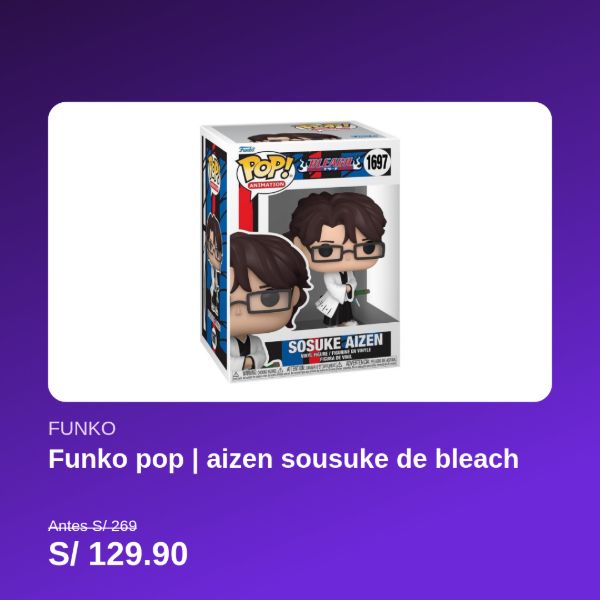 Funko
POP!
ANIMATION
BLEACH
1697
SOSUKE AIZEN
VINYL FIGURE / FIGURINE EN VINYLE
FIGURA DE VINIL
FUNKO
Funko pop | aizen sousuke de bleach
Antes S/ 269
S/ 129.90